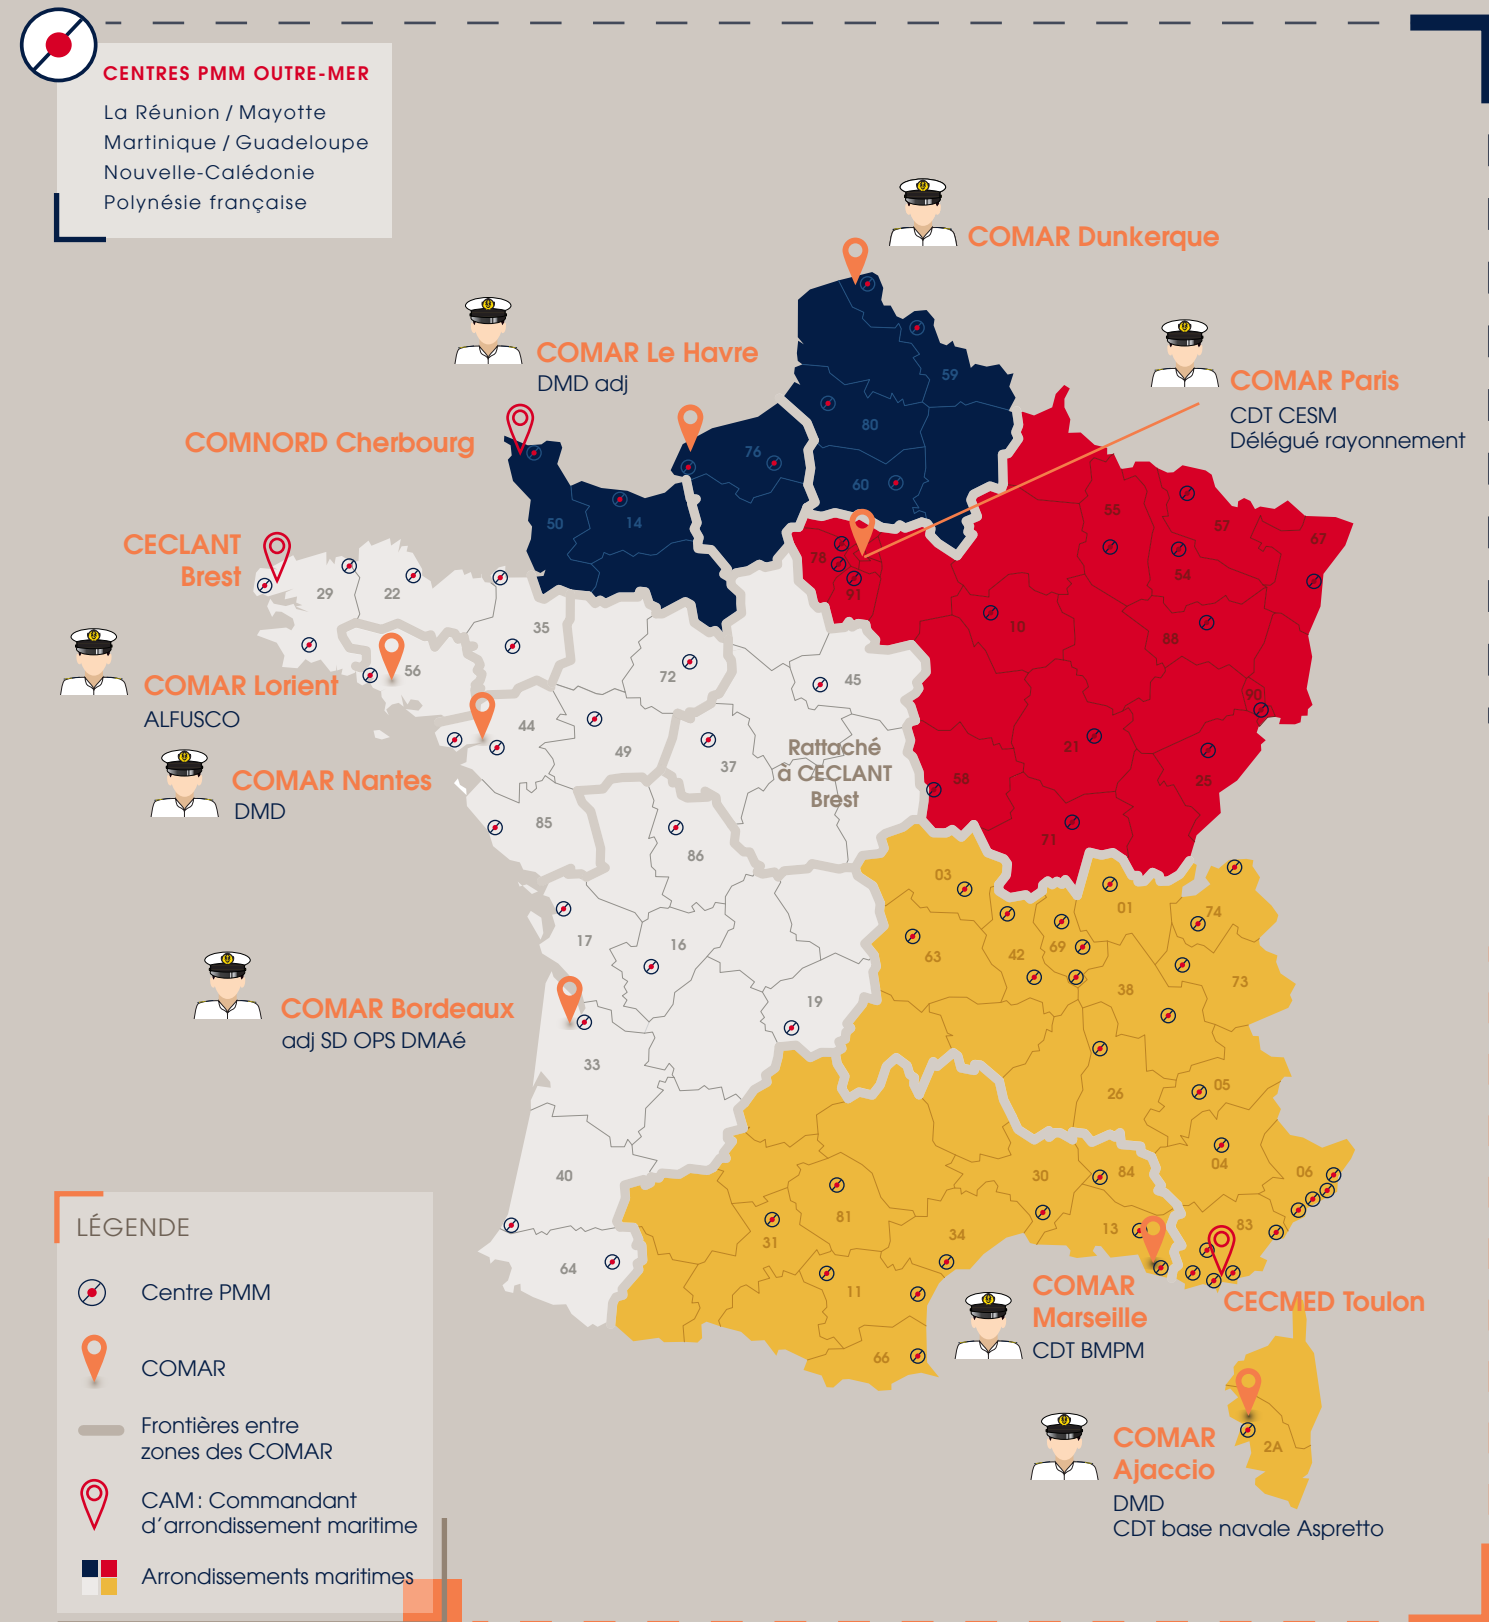 CENTRES PMM OUTRE-MER
La Réunion / Mayotte
Martinique / Guadeloupe
Nouvelle-Calédonie
Polynésie française
COMAR Dunkerque
COMAR Le Havre
DMD adj
COMAR Paris
CDT CESM
Délégué rayonnement
COMNORD Cherbourg
CECLANT
Brest
COMAR Lorient
ALFUSCO
COMAR Nantes
DMD
COMAR Bordeaux
adj SD OPS DMAé
Rattaché
à CECLANT
Brest
COMAR
Marseille
CDT BMPM
CECMED Toulon
COMAR
Ajaccio
DMD
CDT base navale Aspretto
59
80
60
76
50
14
55
57
67
54
78
91
10
88
90
21
25
58
71
29
22
35
56
72
45
44
49
37
85
86
17
16
19
33
40
64
03
01
74
63
42
69
38
73
26
05
04
06
83
30
84
13
81
31
34
11
66
2A
LÉGENDE
Centre PMM
COMAR
Frontières entre
zones des COMAR
CAM : Commandant
d'arrondissement maritime
Arrondissements maritimes